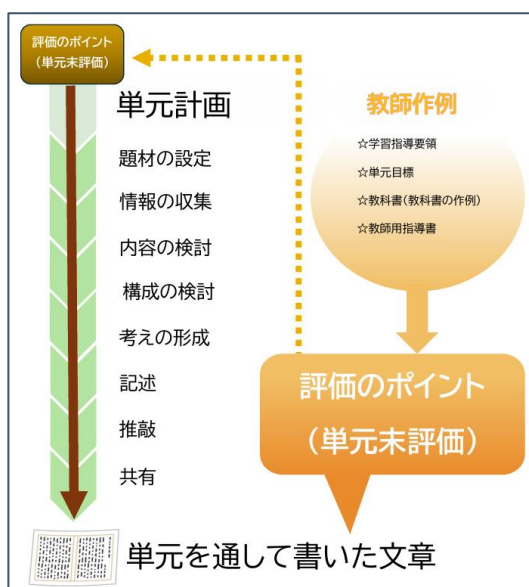 評価のポイント
(単元末評価)
単元計画
題材の設定
情報の収集
内容の検討
構成の検討
考えの形成
記述
推敲
共有
教師作例
☆学習指導要領
☆単元目標
☆教科書(教科書の作例)
☆教師用指導書
評価のポイント
(単元末評価)
単元を通して書いた文章